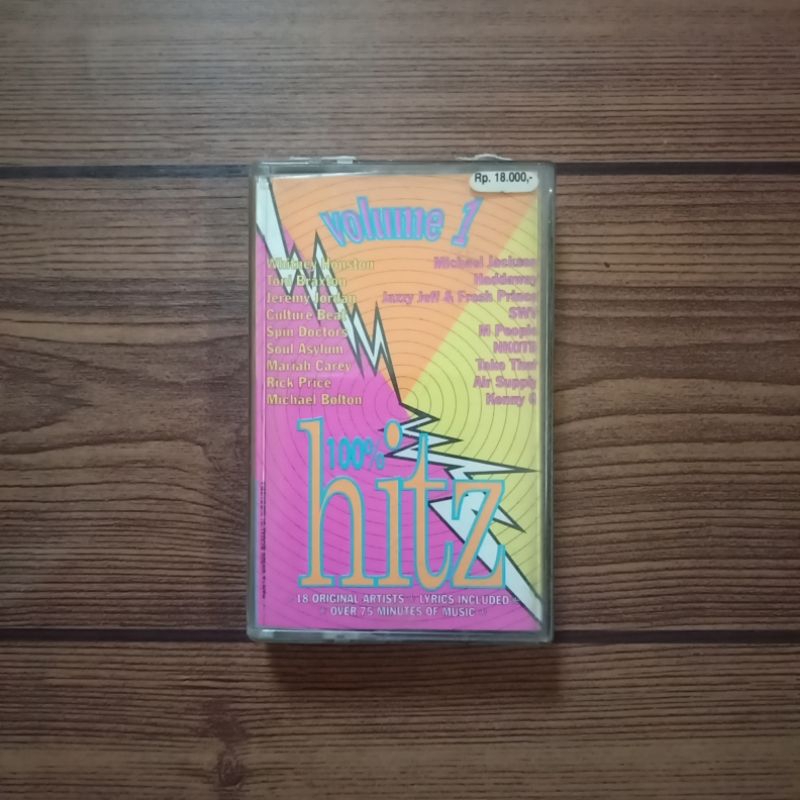 Rp. 18.000,-
volume 1
Whitney Houston
Toni Braxton
Jeremy Jordan
Culture Beat
Spin Doctors
Soul Asylum
Mariah Carey
Rick Price
Michael Bolton
Michael Jackson
Haddaway
Jazzy Jeff & Fresh Prince
SWV
M People
NKOTB
Take That
Air Supply
Kenny G
100%
hitz
18 ORIGINAL ARTISTS * LYRICS INCLUDED *
* OVER 75 MINUTES OF MUSIC *